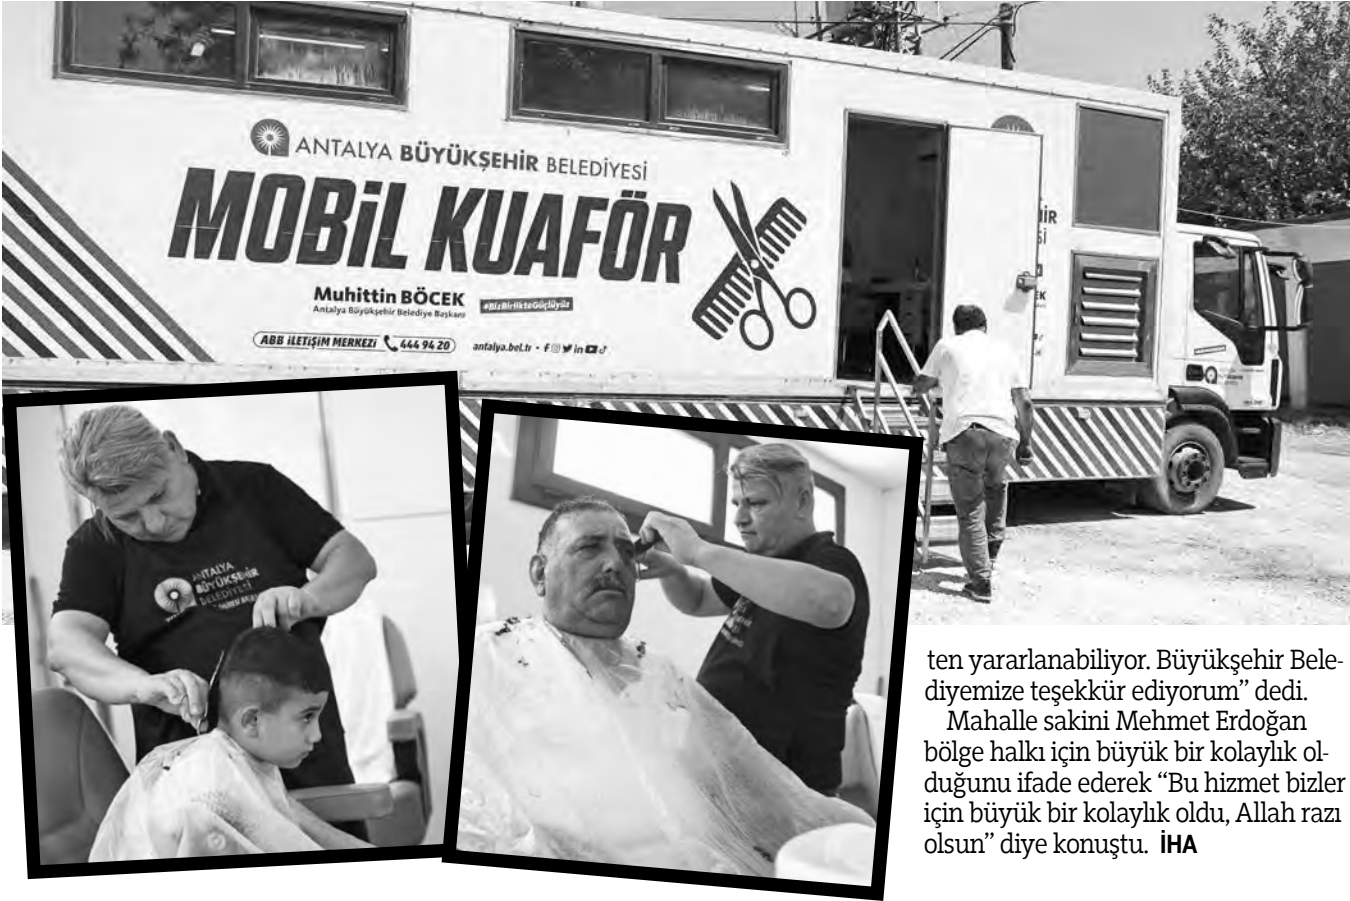 ANTALYA BÜYÜKŞEHİR BELEDİYESİ
MOBİL KUAFÖR
Muhittin BÖCEK
Antalya Büyükşehir Belediye Başkanı
#BizBirlikteGüçlüyüz
ABB İLETİŞİM MERKEZİ 444 94 20
antalya.bel.tr
ANTALYA
BÜYÜKŞEHİR
BELEDİYESİ
ten yararlanabiliyor. Büyükşehir Bele-
diyemize teşekkür ediyorum” dedi.
Mahalle sakini Mehmet Erdoğan
bölge halkı için büyük bir kolaylık ol-
duğunu ifade ederek “Bu hizmet bizler
için büyük bir kolaylık oldu, Allah razı
olsun” diye konuştu. İHA